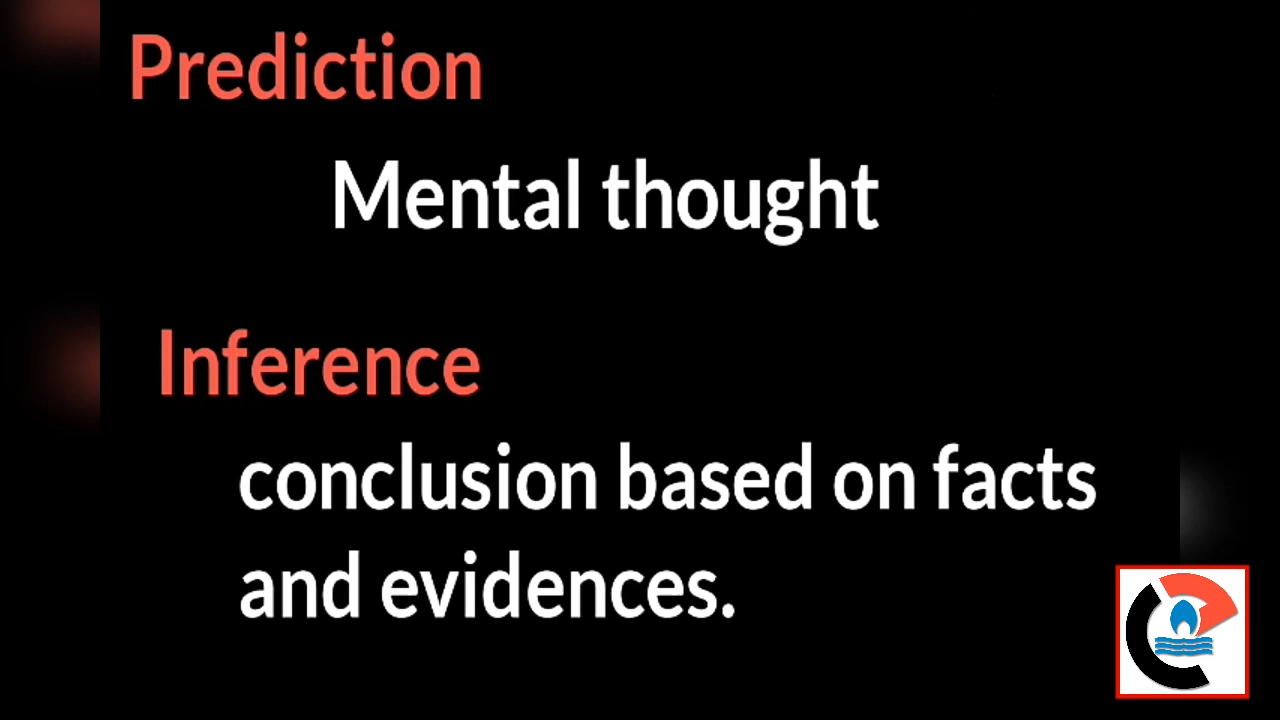 Prediction
Mental thought
Inference
conclusion based on facts
and evidences.